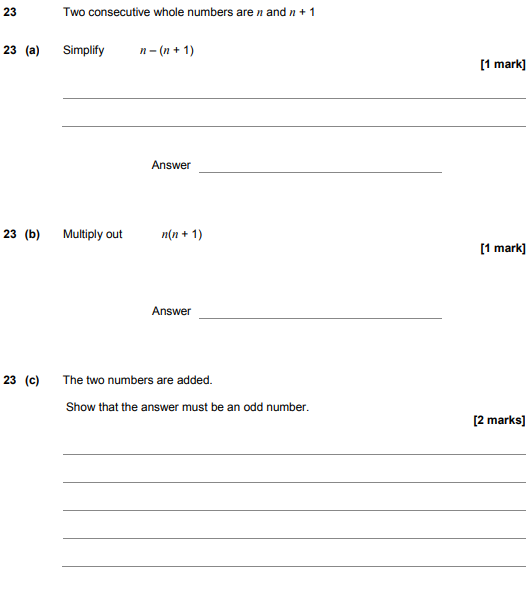 23 Two consecutive whole numbers are n and n + 1
23 (a) Simplify n – (n + 1)
[1 mark]
Answer
23 (b) Multiply out n(n + 1)
[1 mark]
Answer
23 (c) The two numbers are added.
Show that the answer must be an odd number.
[2 marks]